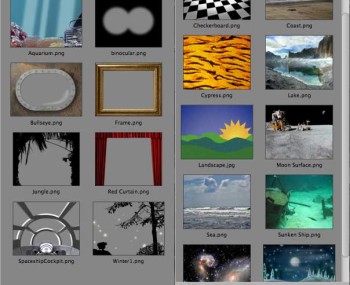 Aquarium.png
binocular.png
Bullseye.png
Frame.png
Jungle.png
Red Curtain.png
SpaceshipCockpit.png
Winter1.png
Checkerboard.png
Coast.png
Cypress.png
Lake.png
Landscape.jpg
Moon Surface.png
Sea.png
Sunken Ship.png